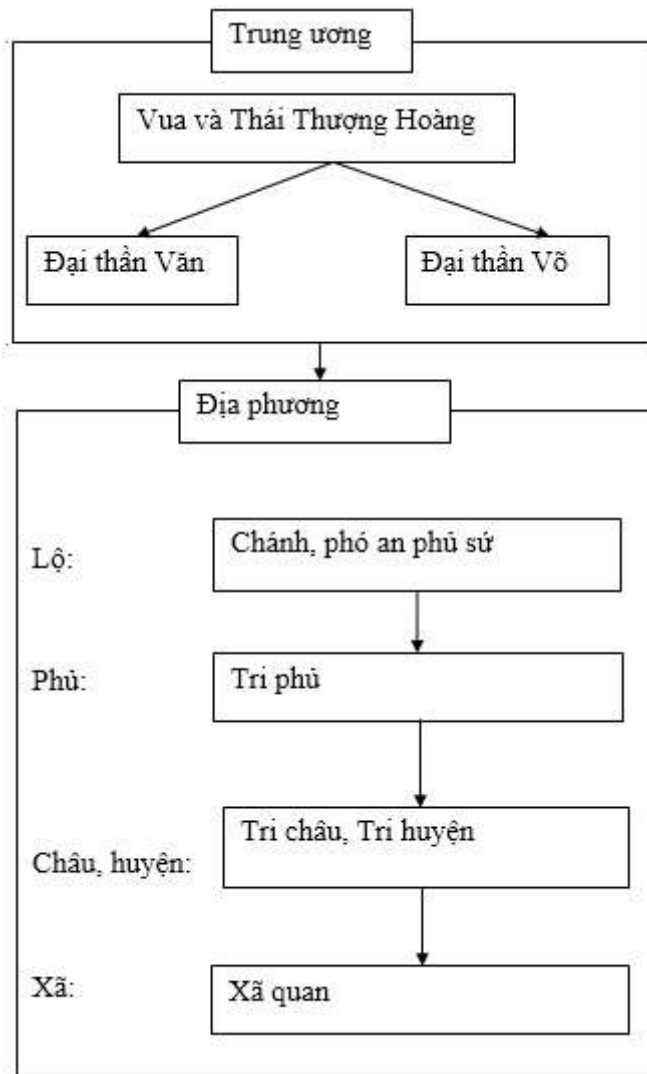 Trung ương
Vua và Thái Thượng Hoàng
Đại thần Văn
Đại thần Võ
Địa phương
Lộ:
Chánh, phó an phủ sứ
Phủ:
Tri phủ
Châu, huyện:
Tri châu, Tri huyện
Xã:
Xã quan